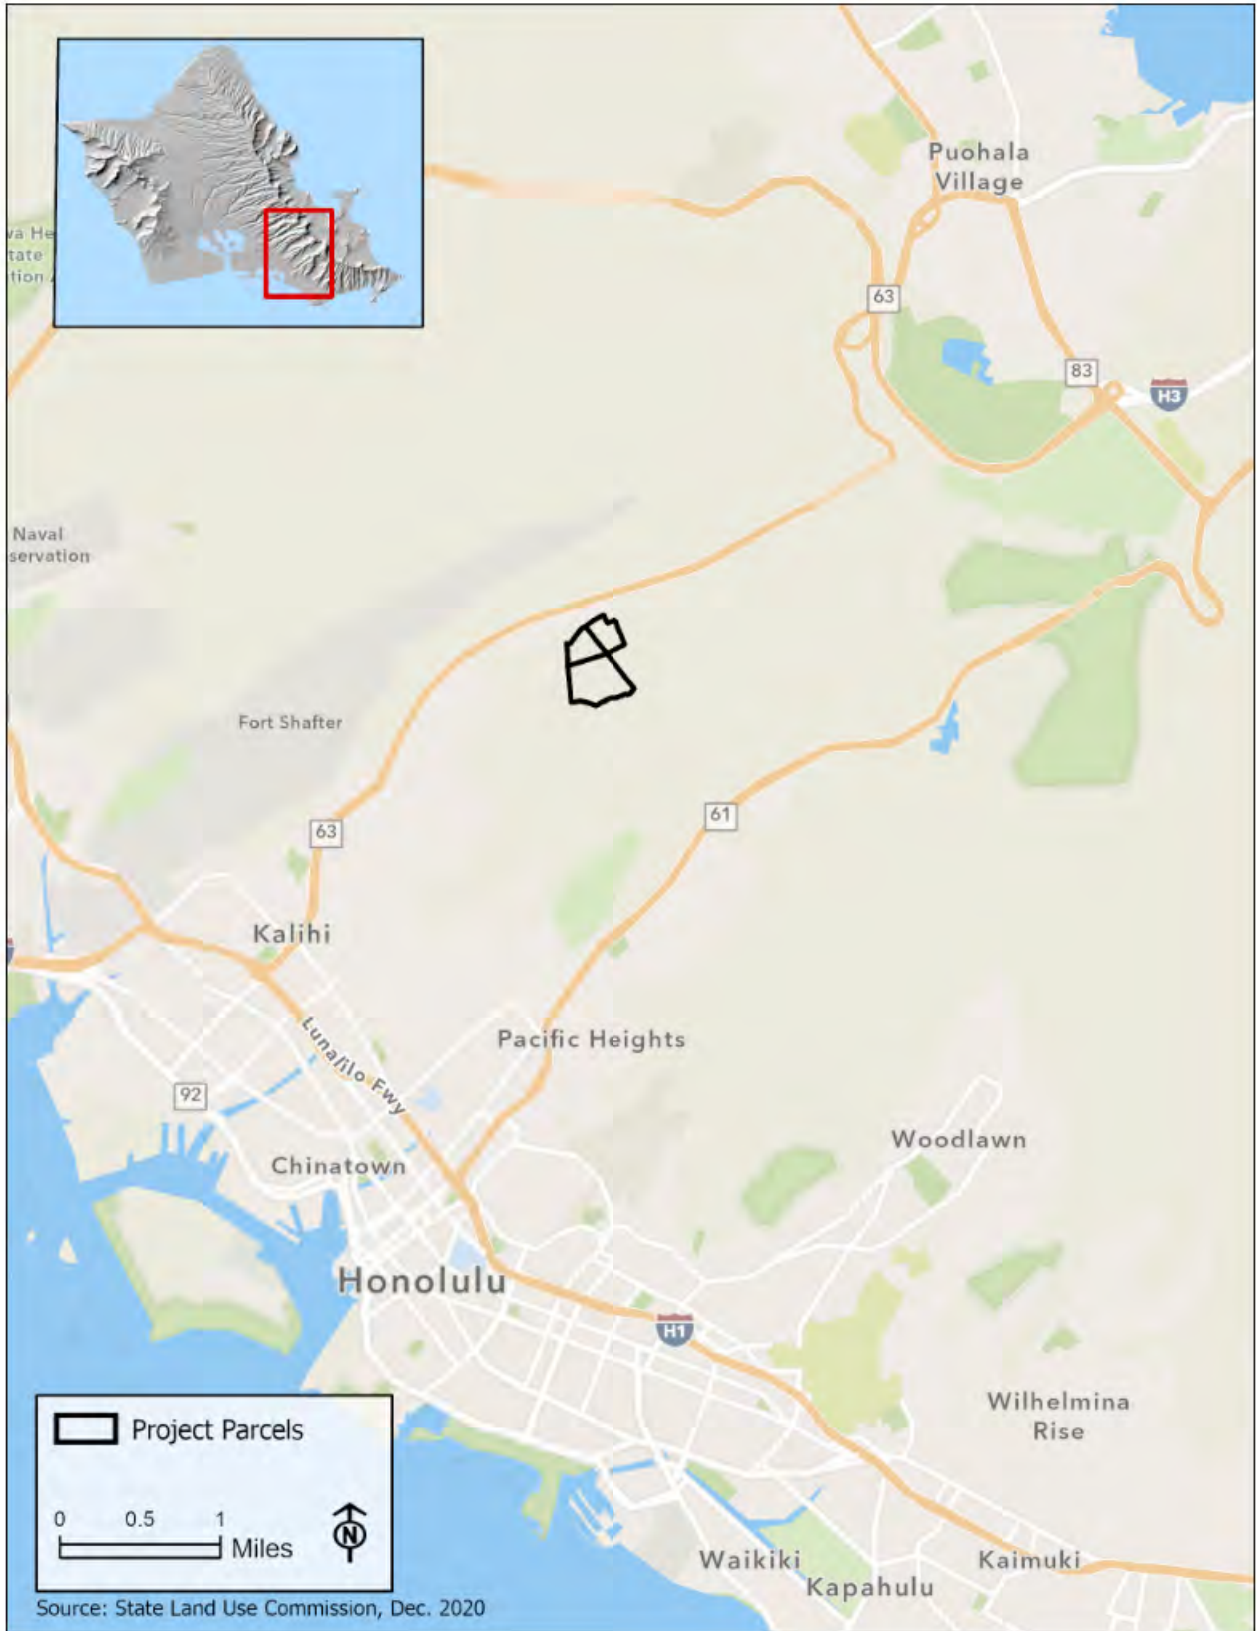 Puohala
Village
va He
tate
tion
63
83
H3
Naval
servation
Fort Shafter
63
61
Kalihi
Lunalilo Fwy
Pacific Heights
92
Woodlawn
Chinatown
Honolulu
H1
Project Parcels
Wilhelmina
Rise
0 0.5 1
Miles
N
Waikiki
Kaimuki
Kapahulu
Source: State Land Use Commission, Dec. 2020